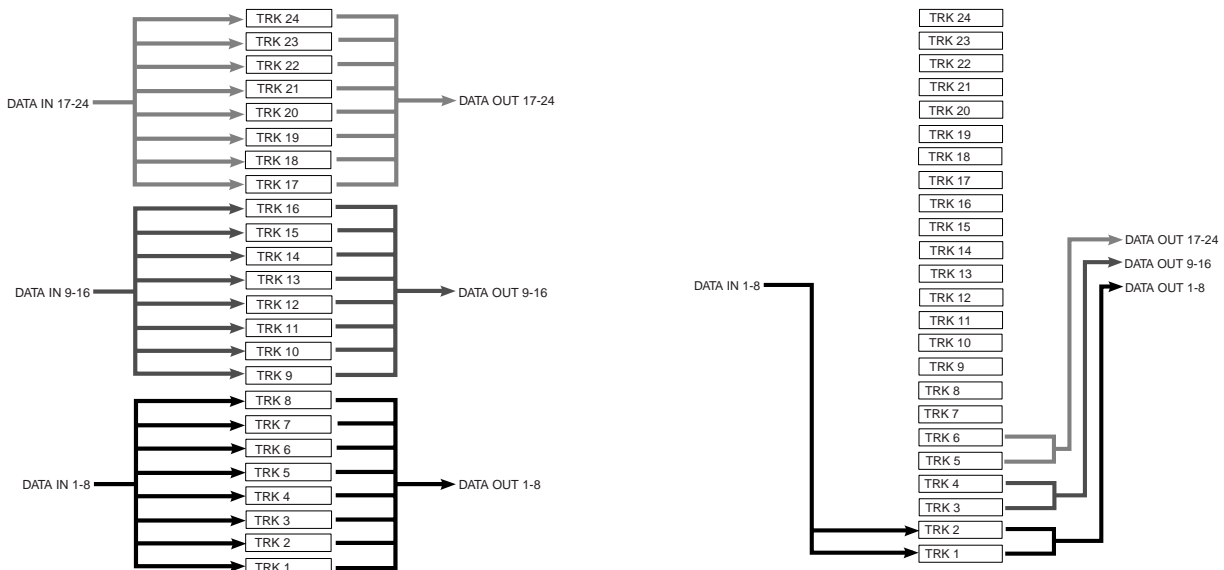 TRK 24
TRK 23
TRK 22
TRK 21
DATA IN 17-24
DATA OUT 17-24
TRK 20
TRK 19
TRK 18
TRK 17
TRK 16
TRK 15
TRK 14
TRK 13
DATA IN 9-16
DATA OUT 9-16
TRK 12
TRK 11
TRK 10
TRK 9
TRK 8
TRK 7
TRK 6
TRK 5
DATA IN 1-8
DATA OUT 1-8
TRK 4
TRK 3
TRK 2
TRK 1
TRK 24
TRK 23
TRK 22
TRK 21
TRK 20
TRK 19
TRK 18
TRK 17
TRK 16
TRK 15
DATA OUT 17-24
TRK 14
DATA OUT 9-16
TRK 13
DATA IN 1-8
DATA OUT 1-8
TRK 12
TRK 11
TRK 10
TRK 9
TRK 8
TRK 7
TRK 6
TRK 5
TRK 4
TRK 3
TRK 2
TRK 1